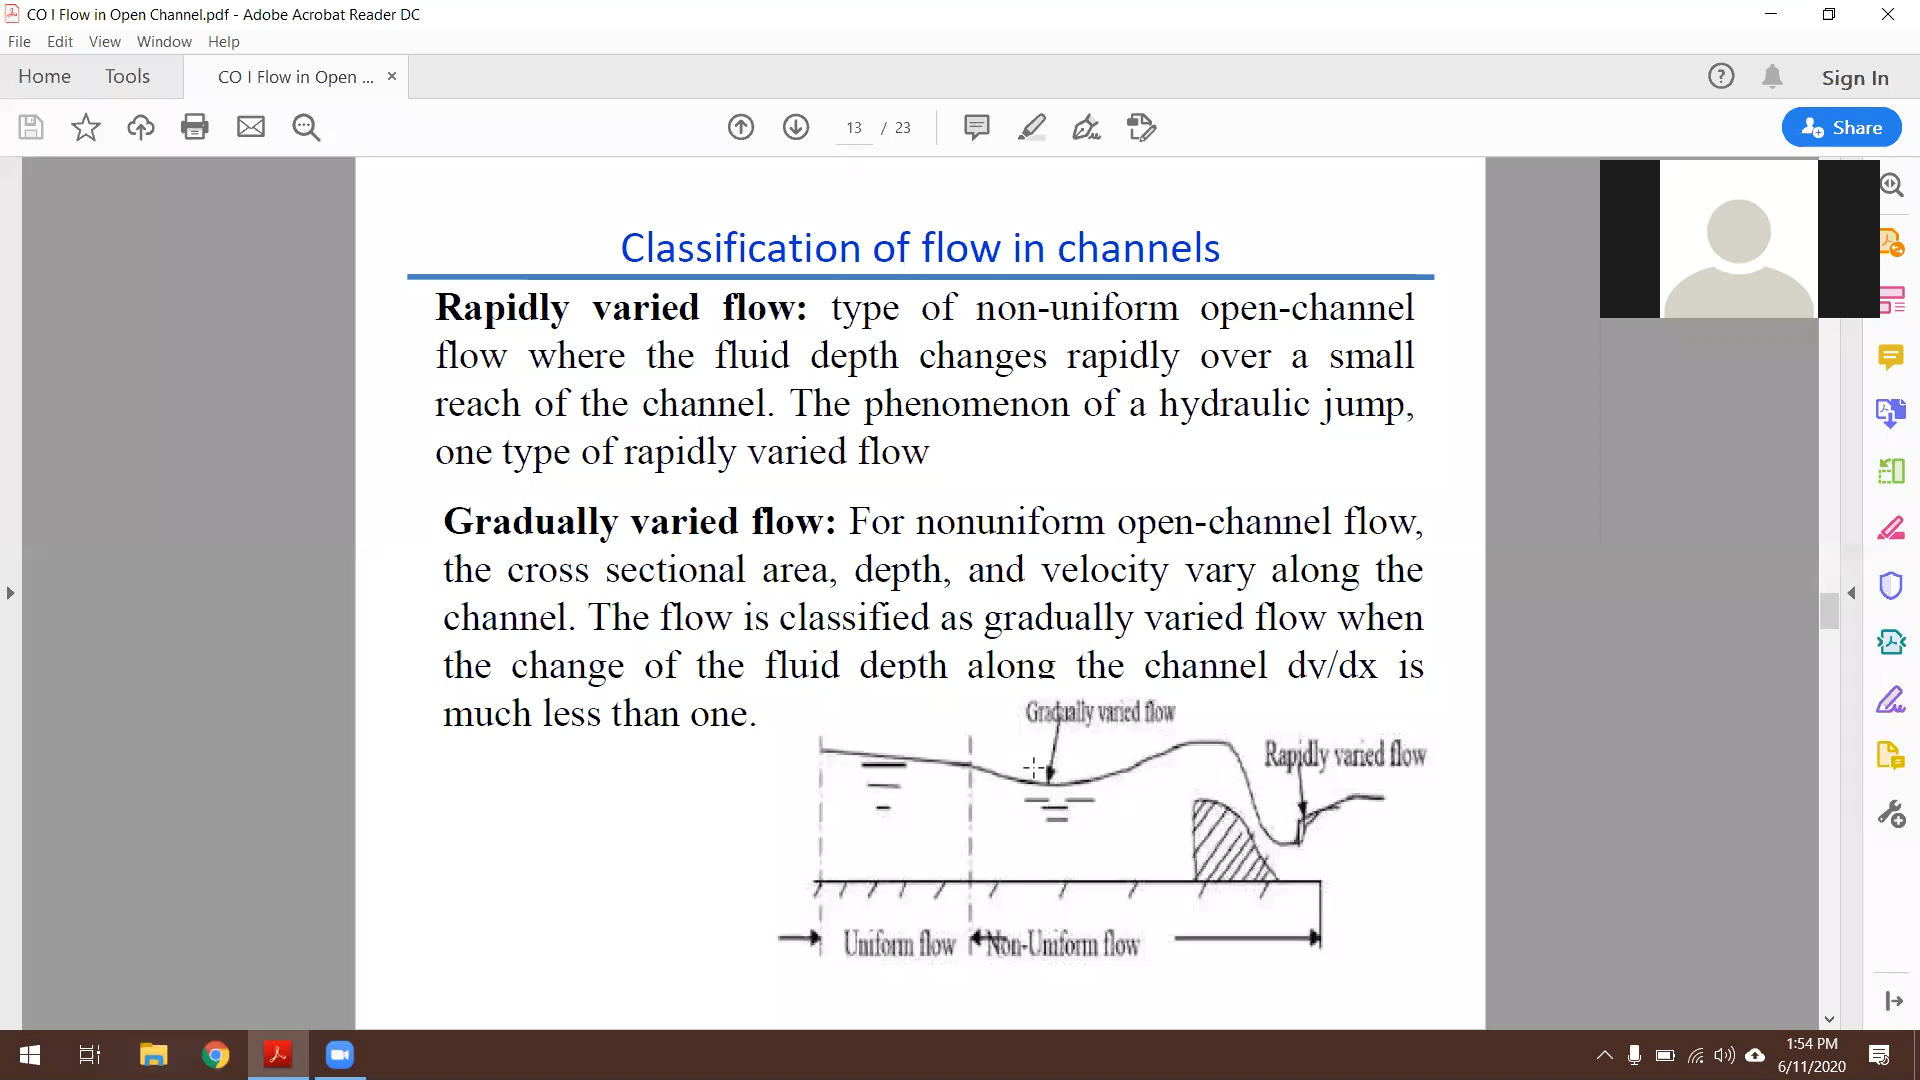 CO I Flow in Open Channel.pdf - Adobe Acrobat Reader DC
File Edit View Window Help
Home Tools CO I Flow in Open ... × Sign In
13 / 23 Share
Classification of flow in channels
Rapidly varied flow: type of non-uniform open-channel
flow where the fluid depth changes rapidly over a small
reach of the channel. The phenomenon of a hydraulic jump,
one type of rapidly varied flow
Gradually varied flow: For nonuniform open-channel flow,
the cross sectional area, depth, and velocity vary along the
channel. The flow is classified as gradually varied flow when
the change of the fluid depth along the channel dy/dx is
much less than one.
Gradually varied flow
Rapidly varied flow
Uniform flow Non-Uniform flow
1:54 PM
6/11/2020